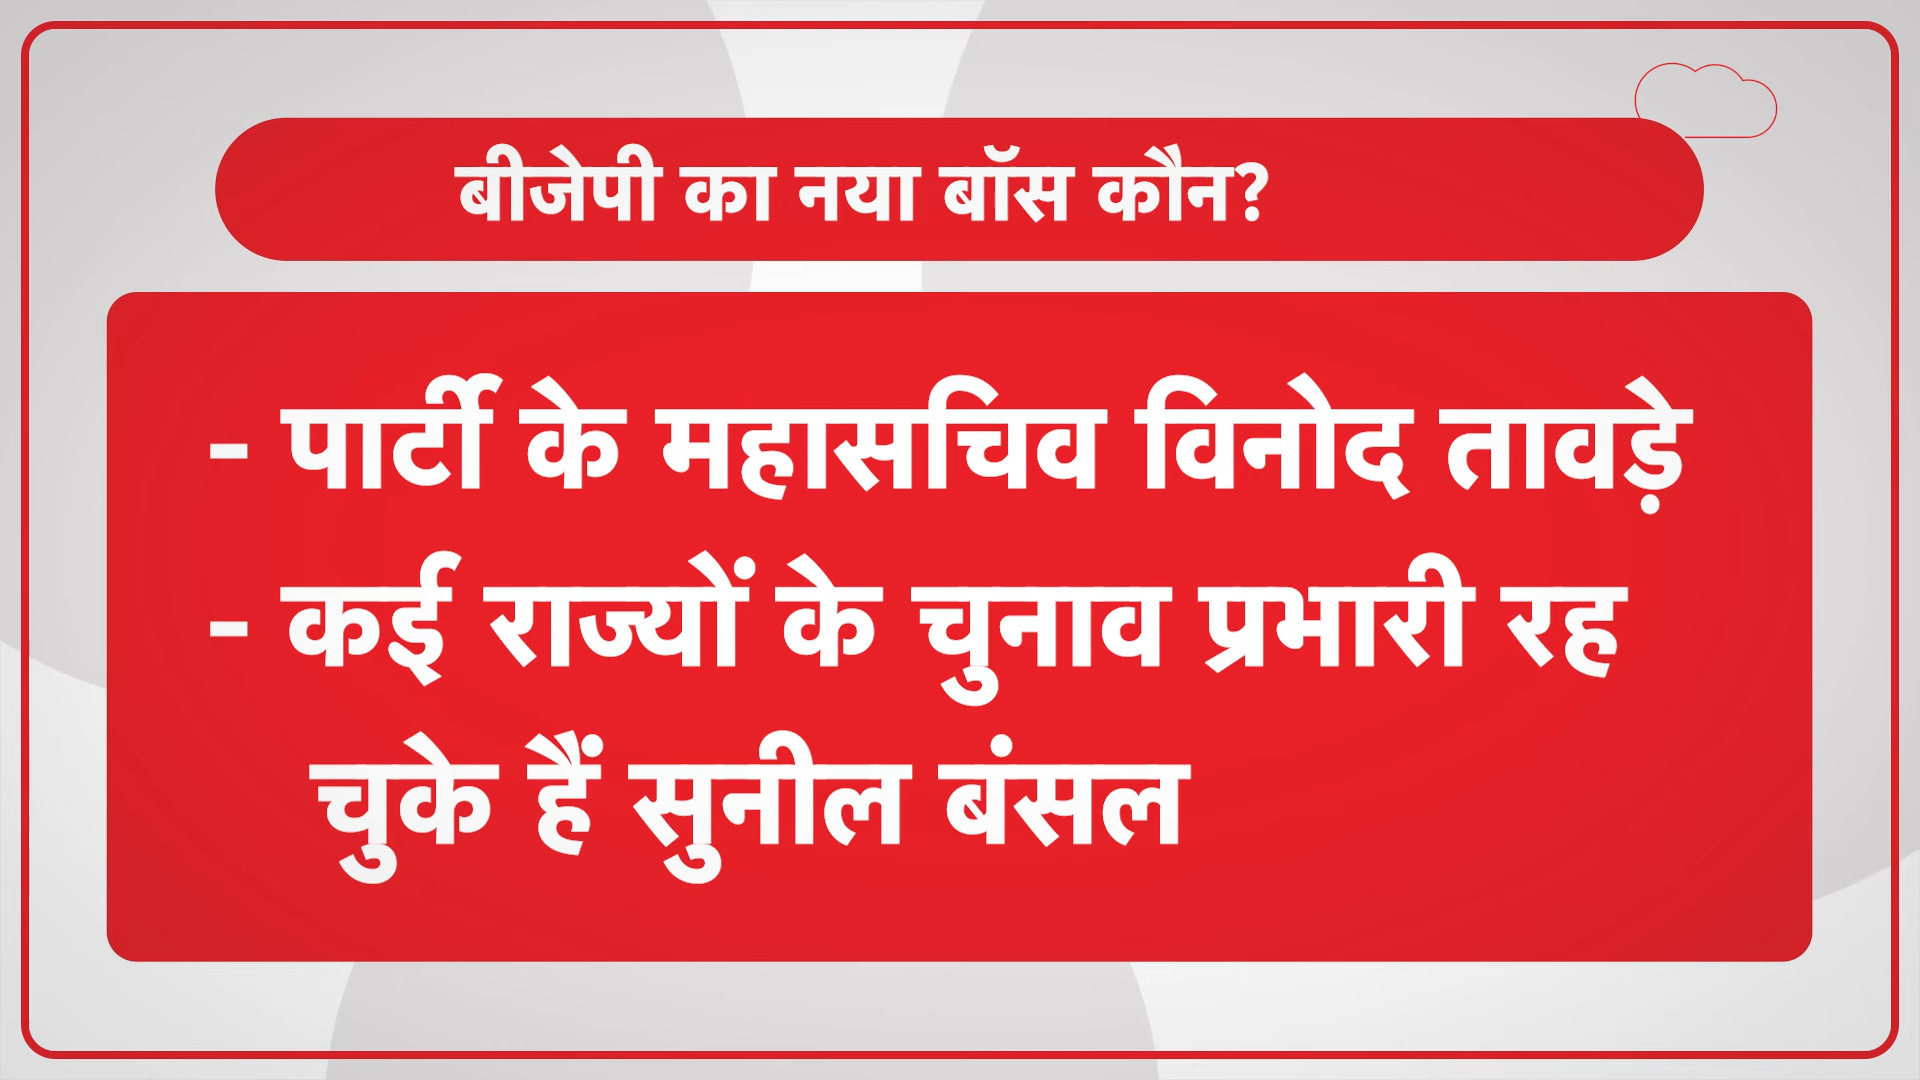 बीजेपी का नया बॉस कौन?
- पार्टी के महासचिव विनोद तावड़े
- कई राज्यों के चुनाव प्रभारी रह
चुके हैं सुनील बंसल